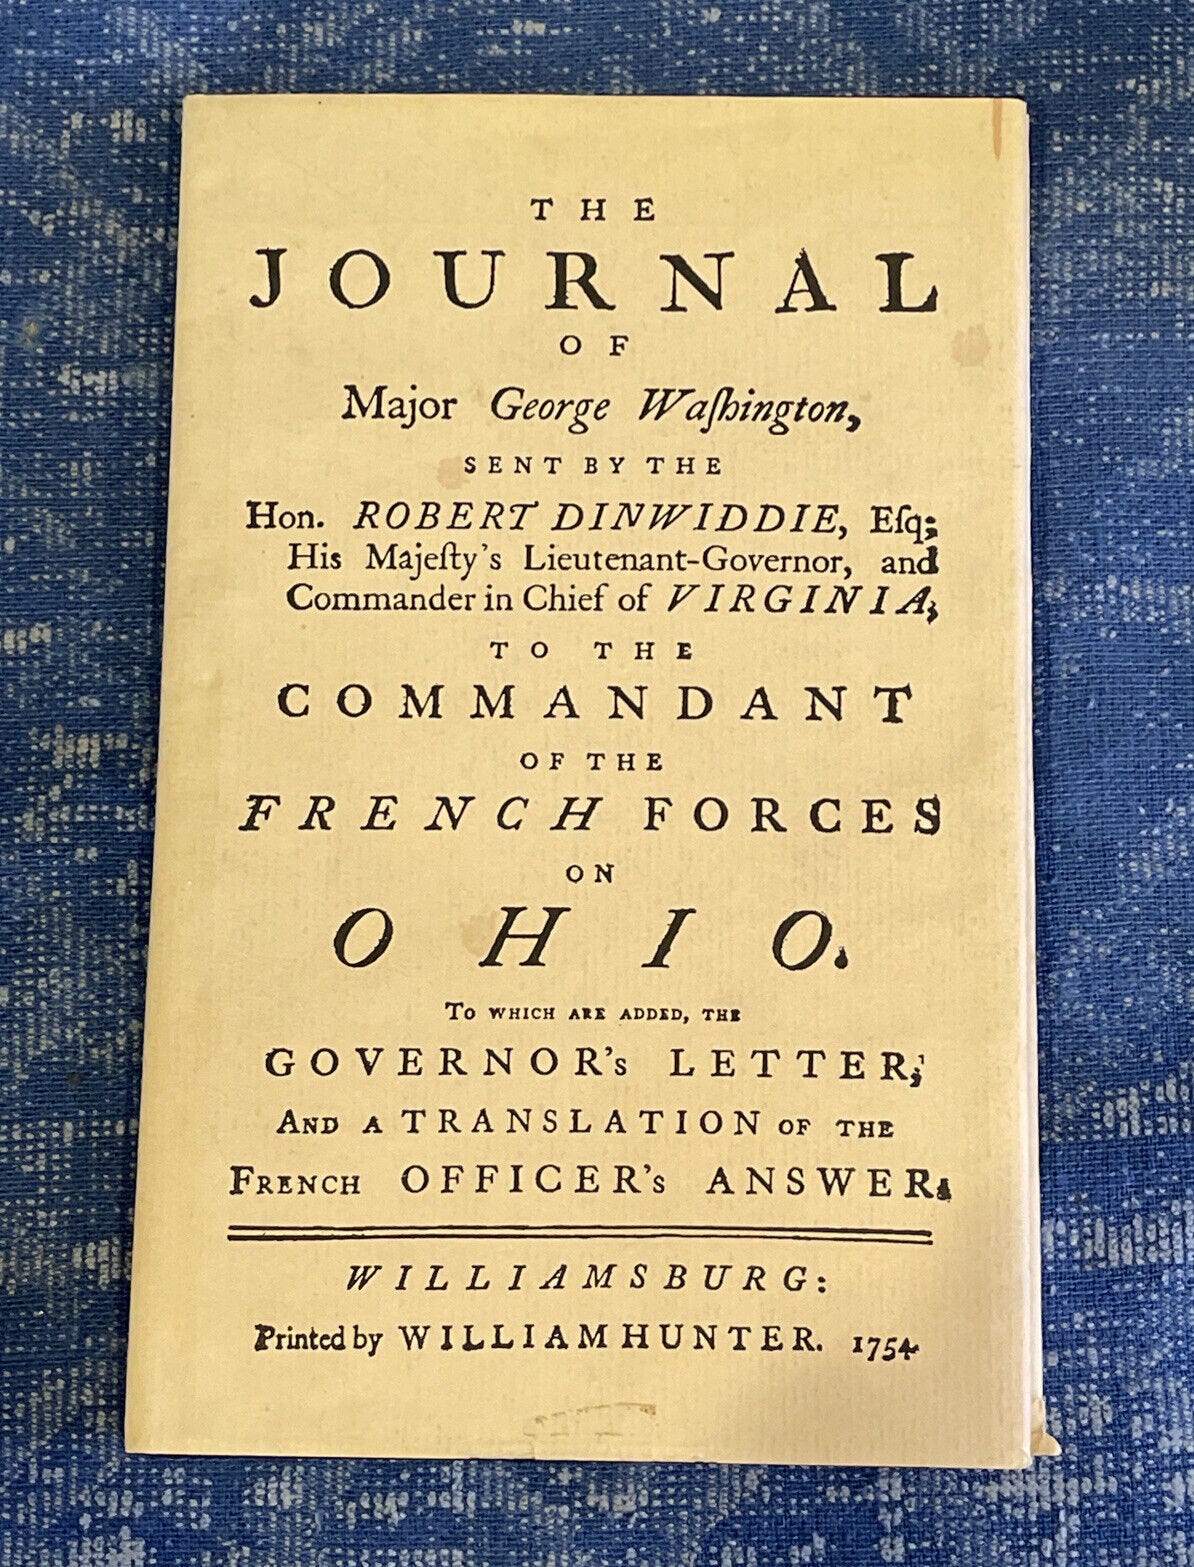 THE
JOURNAL
OF
Major George Waſhington,
SENT BY THE
Hon. ROBERT DINWIDDIE, Eſq;
His Majeſty's Lieutenant-Governor, and
Commander in Chief of VIRGINIA;
TO THE
COMMANDANT
OF THE
FRENCH FORCES
ON
OHIO.
TO WHICH ARE ADDED, THE
GOVERNOR's LETTER;
AND A TRANSLATION OF THE
FRENCH OFFICER's ANSWER.
WILLIAMSBURG:
Printed by WILLIAM HUNTER. 1754.